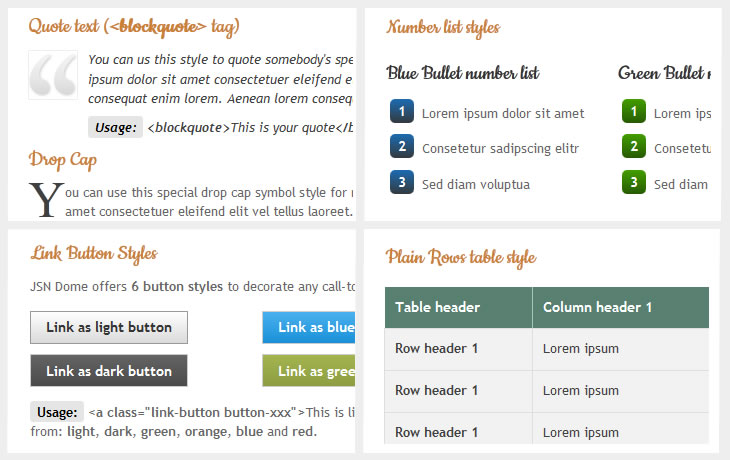 Quote text (<blockquote> tag)
You can us this style to quote somebody's
ipsum dolor sit amet consectetuer eleifend
consequat enim lorem. Aenean lorem
Usage: <blockquote>This is your quote</
Drop Cap
You can use this special drop cap symbol style for
amet consectetuer eleifend elit vel tellus laoreet.
Number list styles
Blue Bullet number list
1 Lorem ipsum dolor sit amet
2 Consetetur sadipscing elitr
3 Sed diam voluptua
Green Bullet
1 Lorem
2 Consetetu
3 Sed diam
Link Button Styles
JSN Dome offers 6 button styles to decorate any
Link as light button
Link as blue
Link as dark button
Link as gree
Usage: <a class="link-button button-xxx">This is
from: light, dark, green, orange, blue and red.
Plain Rows table style
Table header Column header 1
Row header 1 Lorem ipsum
Row header 1 Lorem ipsum
Row header 1 Lorem ipsum